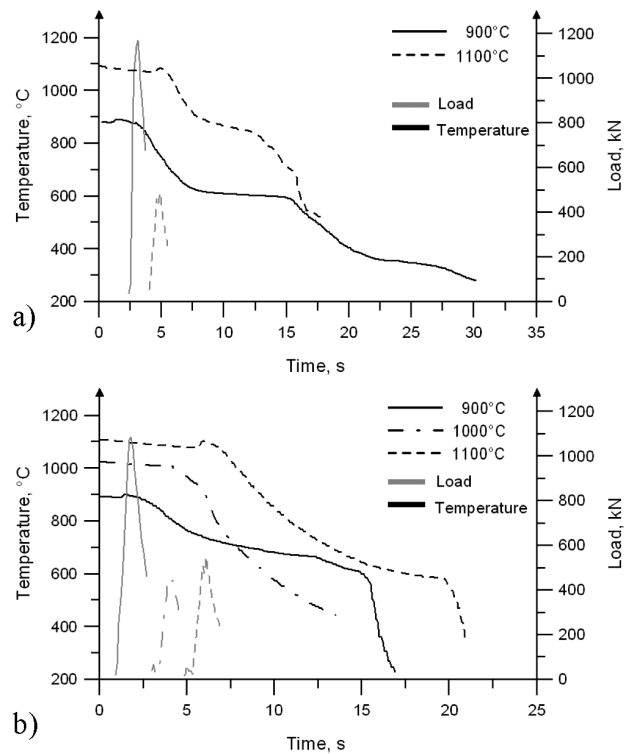 900°C
1100°C
Load
Temperature
Temperature, °C
1200
1000
800
600
400
200
Load, kN
1200
1000
800
600
400
200
0
0 5 10 15 20 25 30 35
Time, s
a)
900°C
1000°C
1100°C
Load
Temperature
Temperature, °C
1200
1000
800
600
400
200
Load, kN
1200
1000
800
600
400
200
0
0 5 10 15 20 25
Time, s
b)